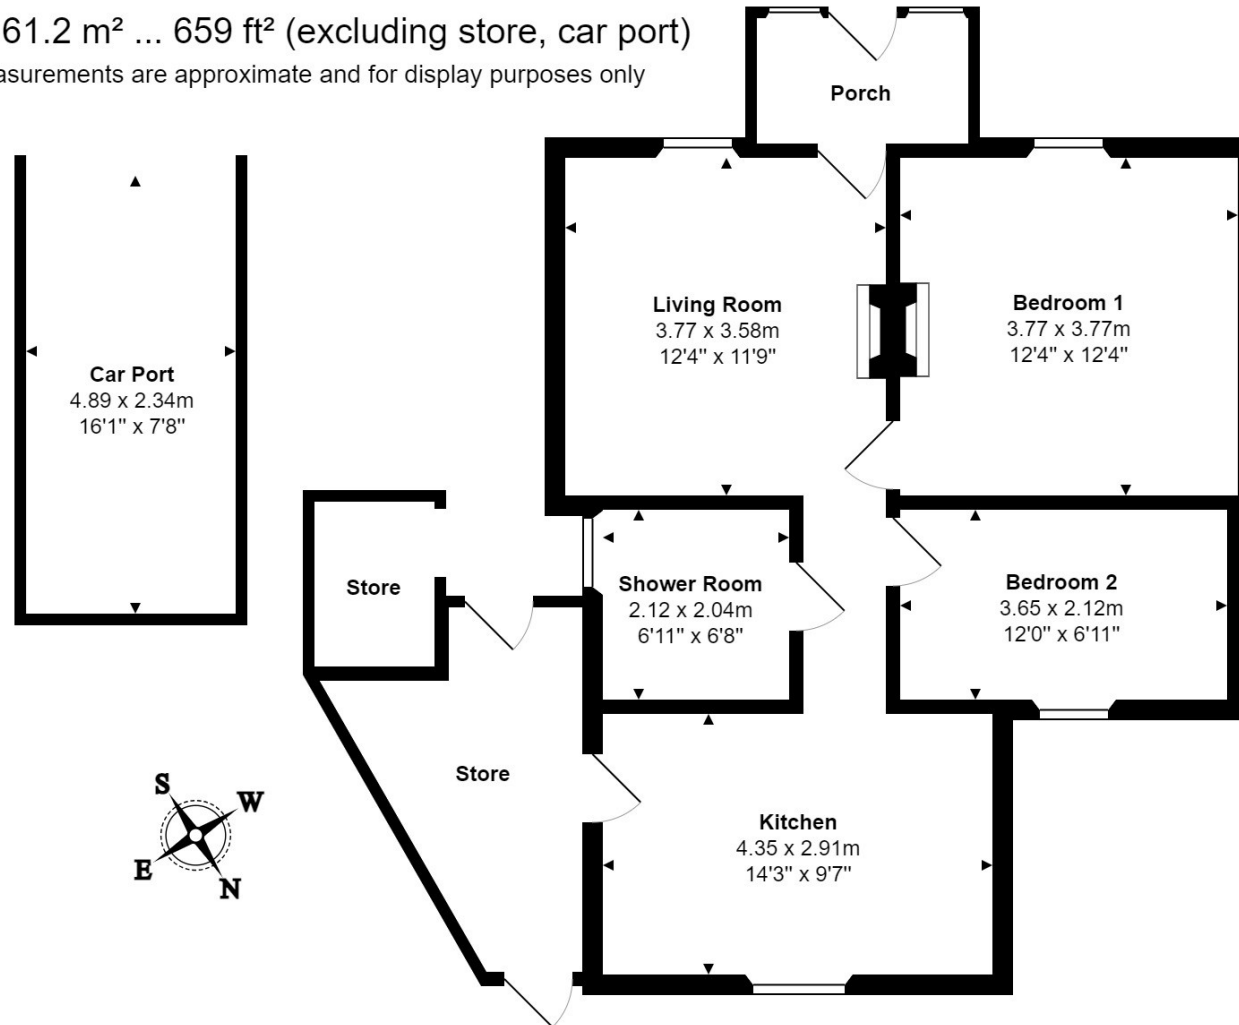 61.2 m² ... 659 ft² (excluding store, car port)
asurements are approximate and for display purposes only
Porch
Living Room
3.77 x 3.58m
12'4" x 11'9"
Bedroom 1
3.77 x 3.77m
12'4" x 12'4"
Car Port
4.89 x 2.34m
16'1" x 7'8"
Store
Shower Room
2.12 x 2.04m
6'11" x 6'8"
Bedroom 2
3.65 x 2.12m
12'0" x 6'11"
Store
Kitchen
4.35 x 2.91m
14'3" x 9'7"
S
W
E
N